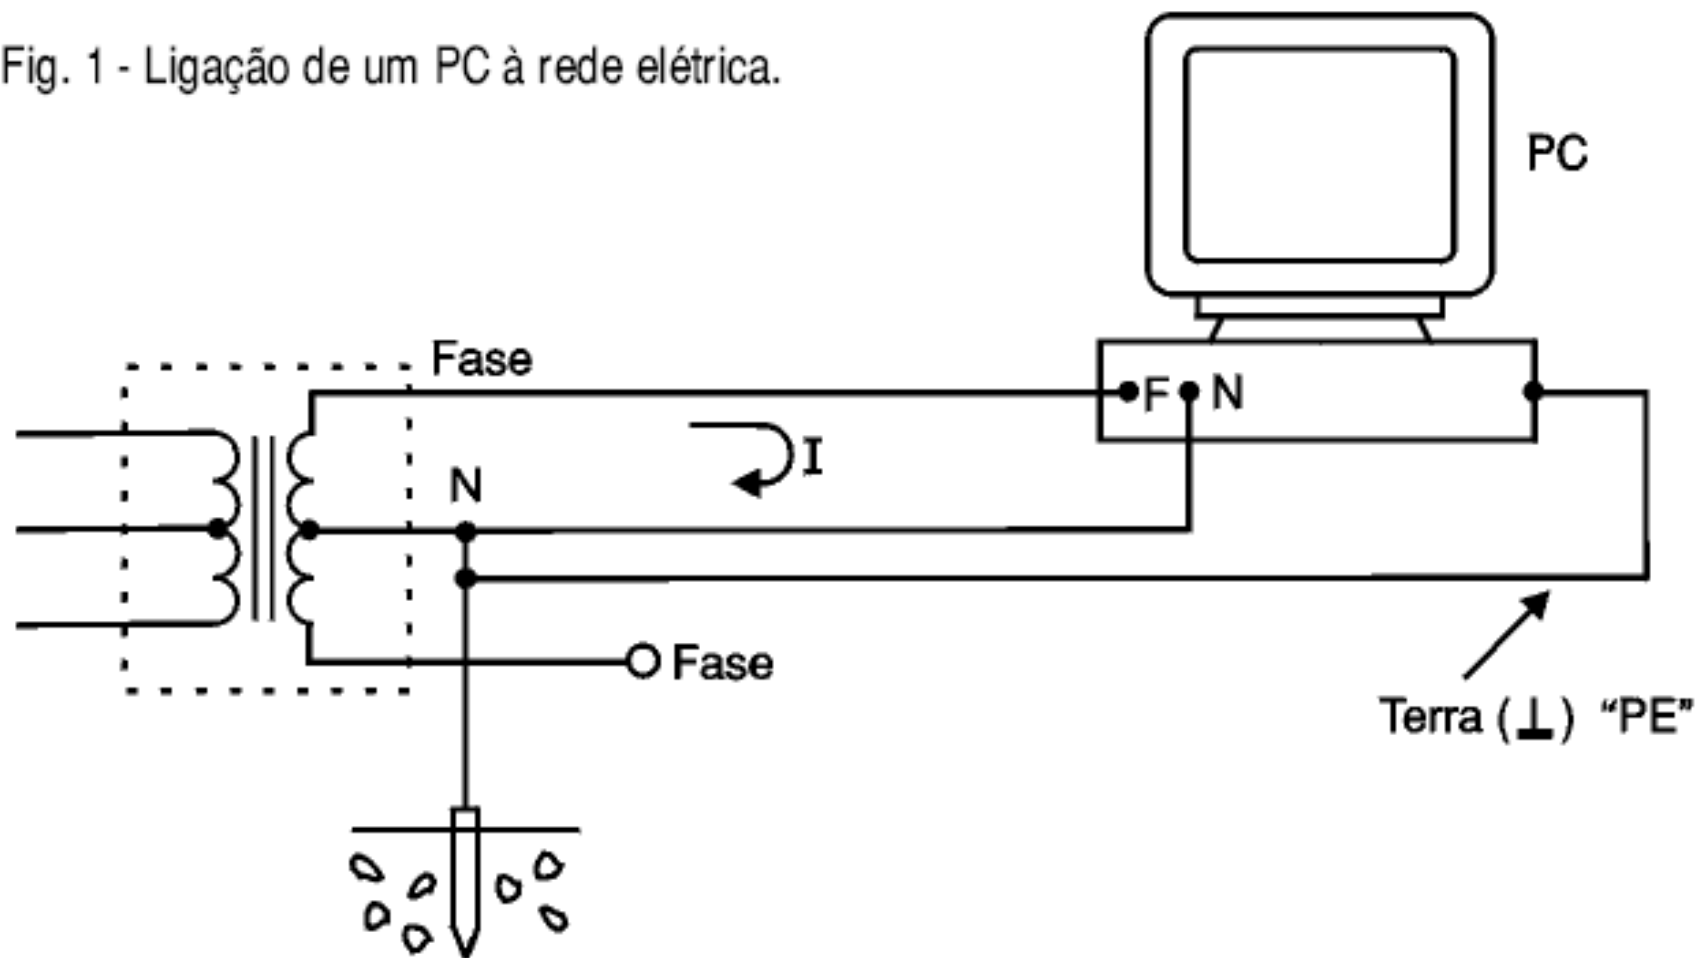 Fig. 1 - Ligação de um PC à rede elétrica.
PC
Fase
F N
I
N
Fase
Terra (⊥) “PE”